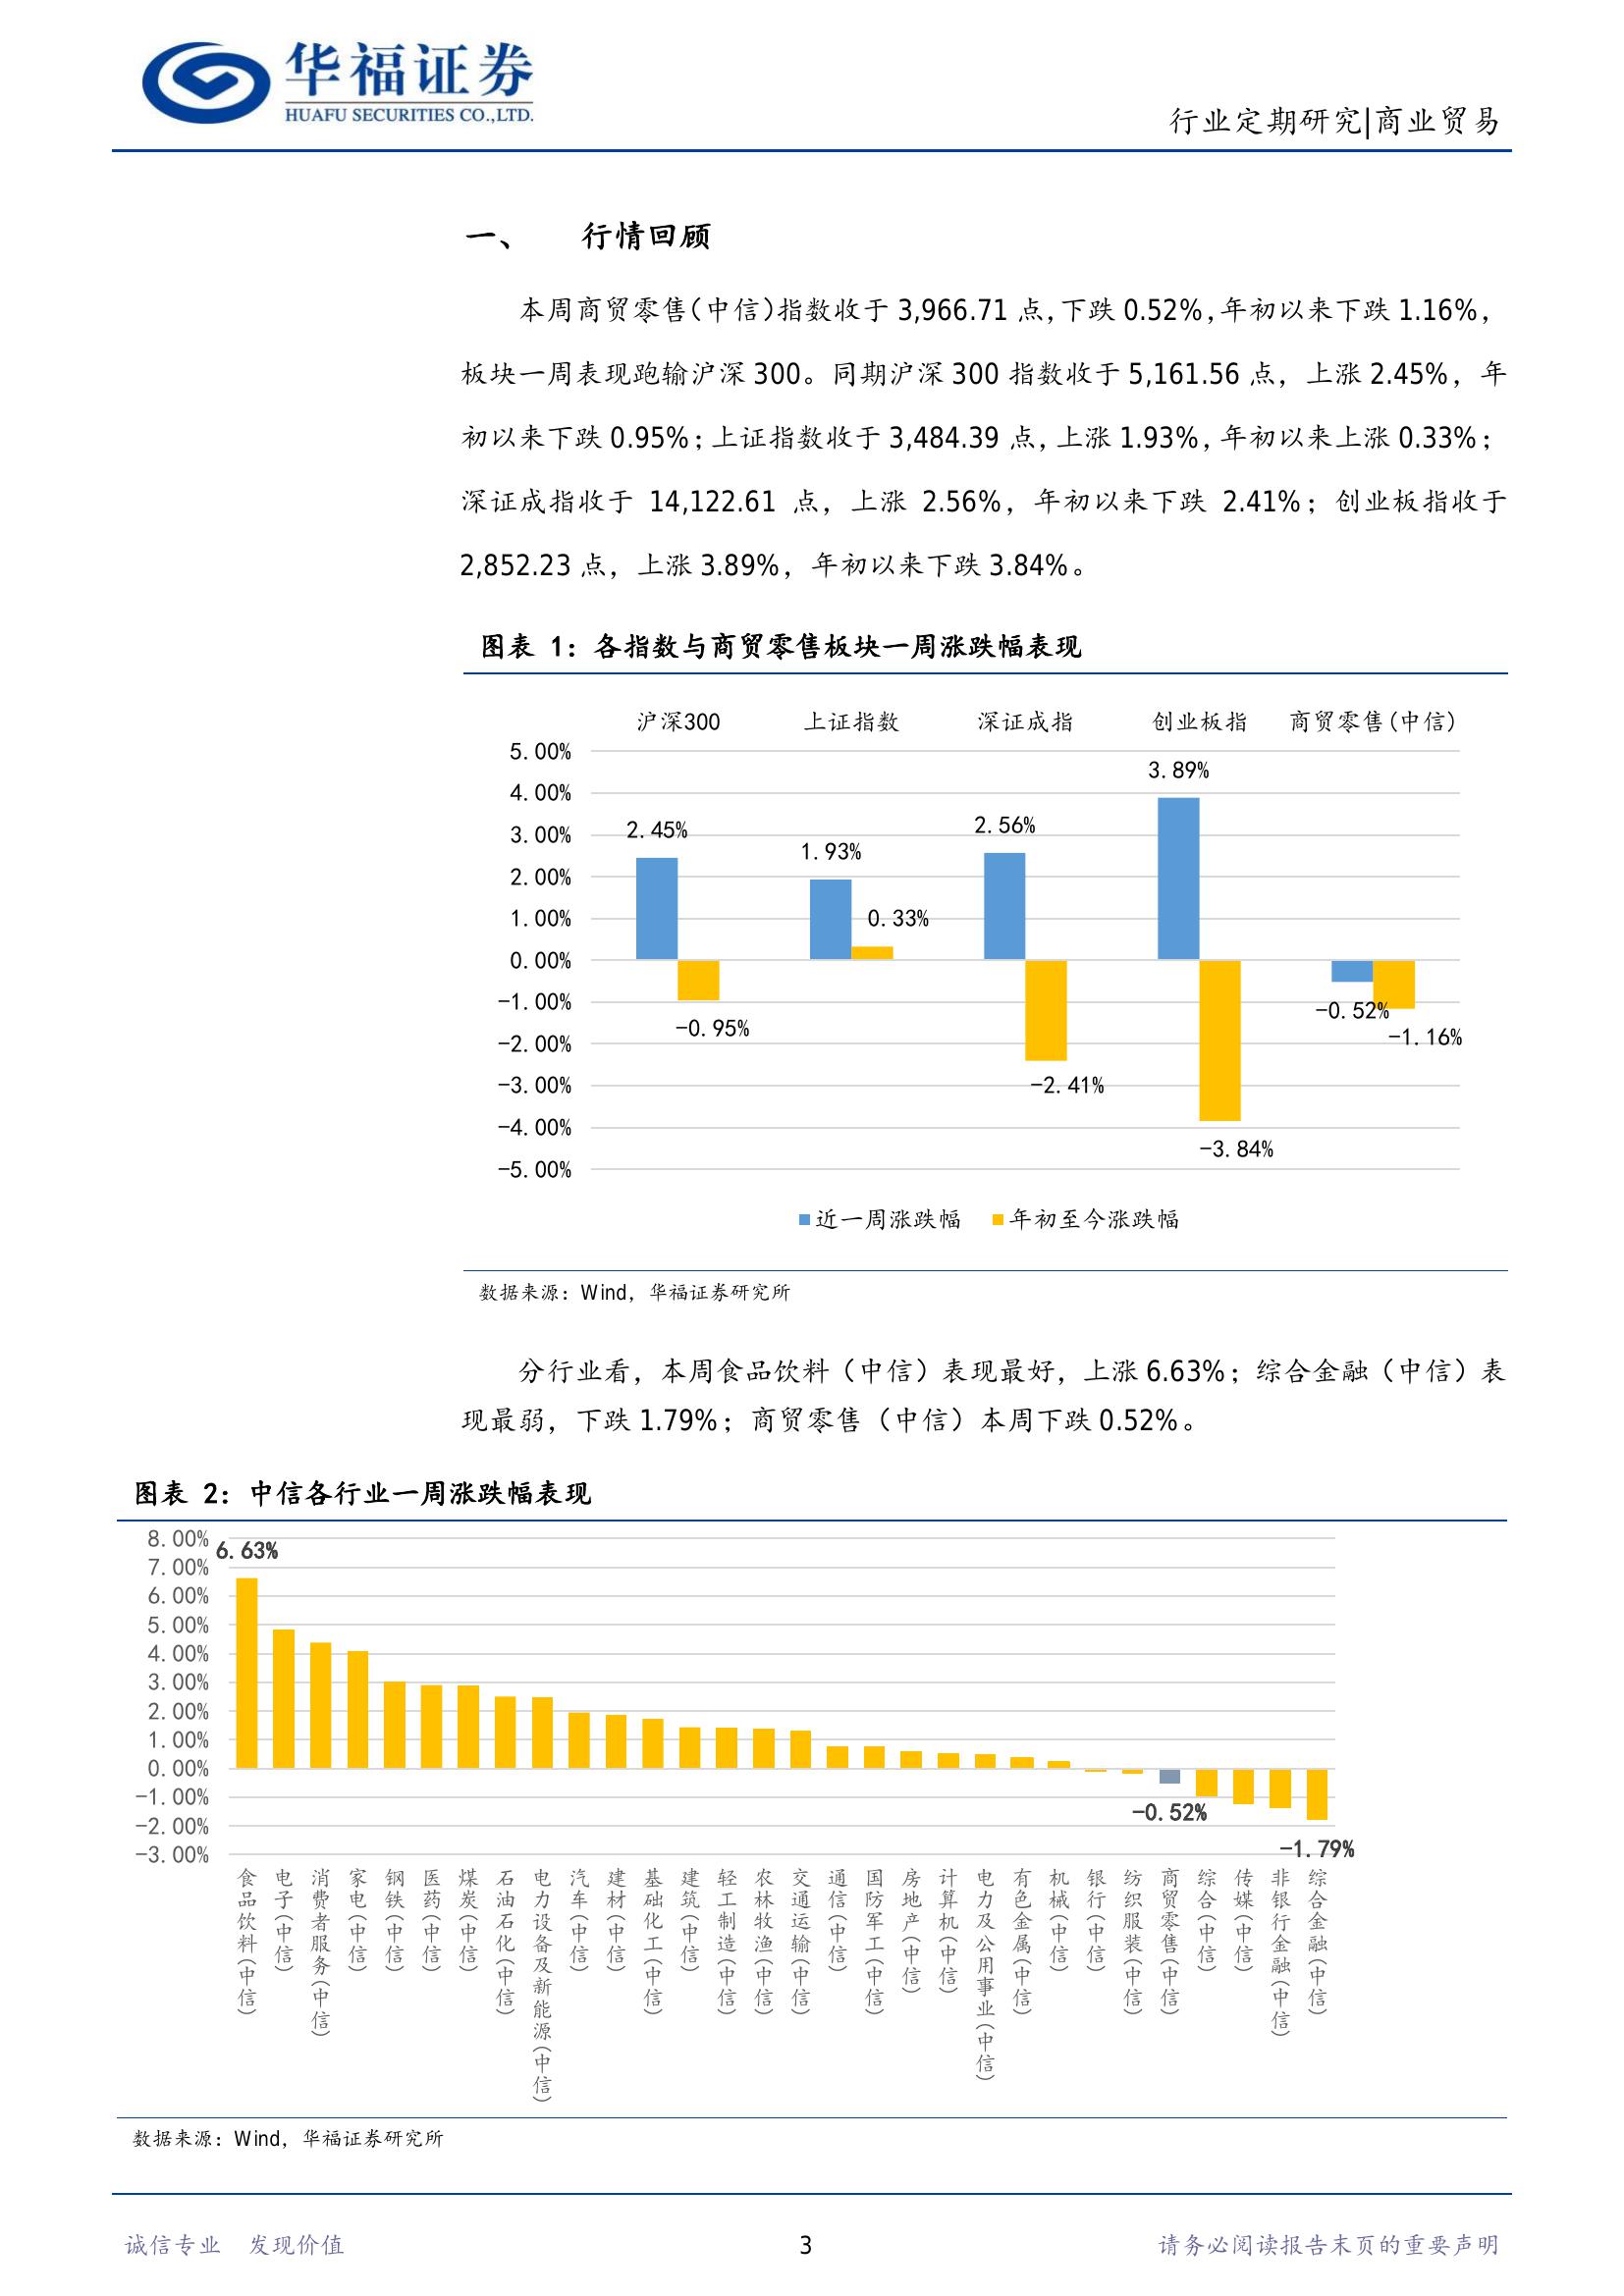 华福证券
HUAFU SECURITIES CO.,LTD.
行业定期研究|商业贸易
一、 行情回顾
本周商贸零售(中信)指数收于 3,966.71 点,下跌 0.52%,年初以来下跌 1.16%,
板块一周表现跑输沪深 300。同期沪深 300 指数收于 5,161.56 点，上涨 2.45%，年
初以来下跌 0.95%；上证指数收于 3,484.39 点,上涨 1.93%,年初以来上涨 0.33%；
深证成指收于 14,122.61 点，上涨 2.56%，年初以来下跌 2.41%；创业板指收于
2,852.23 点，上涨 3.89%，年初以来下跌 3.84%。
图表 1：各指数与商贸零售板块一周涨跌幅表现
沪深300 上证指数 深证成指 创业板指 商贸零售(中信)
5.00%
4.00%
3.00%
2.00%
1.00%
0.00%
-1.00%
-2.00%
-3.00%
-4.00%
-5.00%
2.45%
-0.95%
1.93%
0.33%
2.56%
-2.41%
3.89%
-3.84%
-0.52%
-1.16%
近一周涨跌幅 年初至今涨跌幅
数据来源：Wind，华福证券研究所
分行业看，本周食品饮料（中信）表现最好，上涨 6.63%；综合金融（中信）表
现最弱，下跌 1.79%；商贸零售（中信）本周下跌 0.52%。
图表 2：中信各行业一周涨跌幅表现
8.00%
7.00%
6.00%
5.00%
4.00%
3.00%
2.00%
1.00%
0.00%
-1.00%
-2.00%
-3.00%
6.63%
-0.52%
-1.79%
食品饮料(中信)
电子(中信)
消费者服务(中信)
家电(中信)
钢铁(中信)
医药(中信)
煤炭(中信)
石油石化(中信)
电力设备及新能源(中信)
汽车(中信)
建材(中信)
基础化工(中信)
建筑(中信)
轻工制造(中信)
农林牧渔(中信)
交通运输(中信)
通信(中信)
国防军工(中信)
房地产(中信)
计算机(中信)
电力及公用事业(中信)
有色金属(中信)
机械(中信)
银行(中信)
纺织服装(中信)
商贸零售(中信)
综合(中信)
传媒(中信)
非银行金融(中信)
综合金融(中信)
数据来源：Wind，华福证券研究所
诚信专业 发现价值
3
请务必阅读报告末页的重要声明